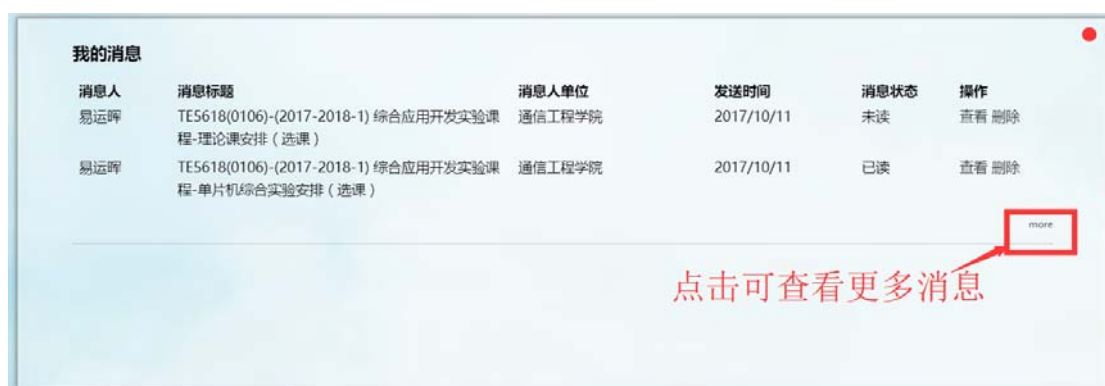 我的消息
消息人 消息标题 消息人单位 发送时间 消息状态 操作
易运晖 TE5618(0106)-(2017-2018-1) 综合应用开发实验课 通信工程学院 2017/10/11 未读 查看 删除
程-理论课安排（选课）
易运晖 TE5618(0106)-(2017-2018-1) 综合应用开发实验课 通信工程学院 2017/10/11 已读 查看 删除
程-单片机综合实验安排（选课）
more
点击可查看更多消息